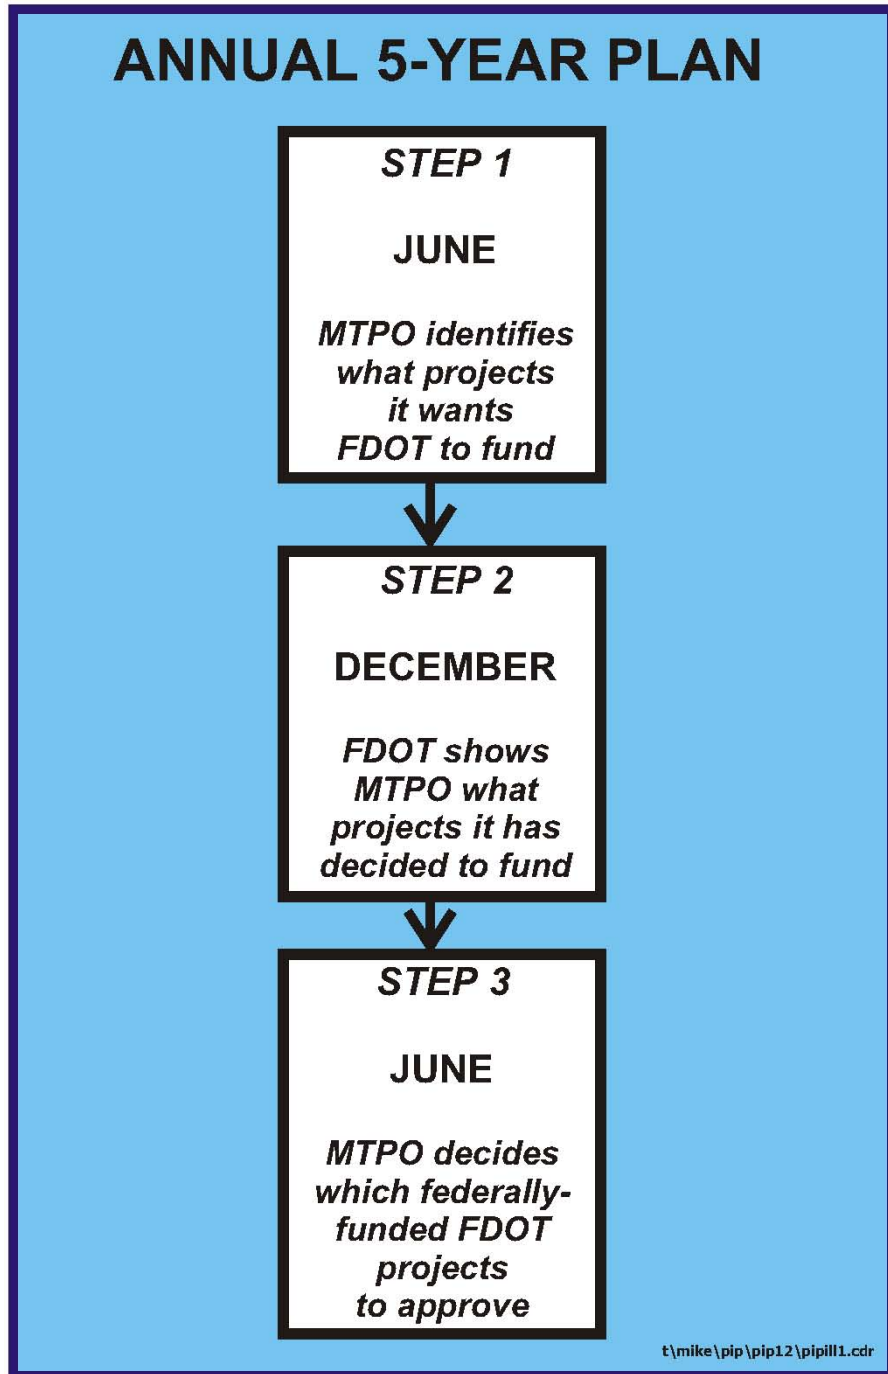 ANNUAL 5-YEAR PLAN
STEP 1
JUNE
MTPO identifies
what projects
it wants
FDOT to fund
STEP 2
DECEMBER
FDOT shows
MTPO what
projects it has
decided to fund
STEP 3
JUNE
MTPO decides
which federally-
funded FDOT
projects
to approve
t\mike\pip\pip12\pipill1.cdr